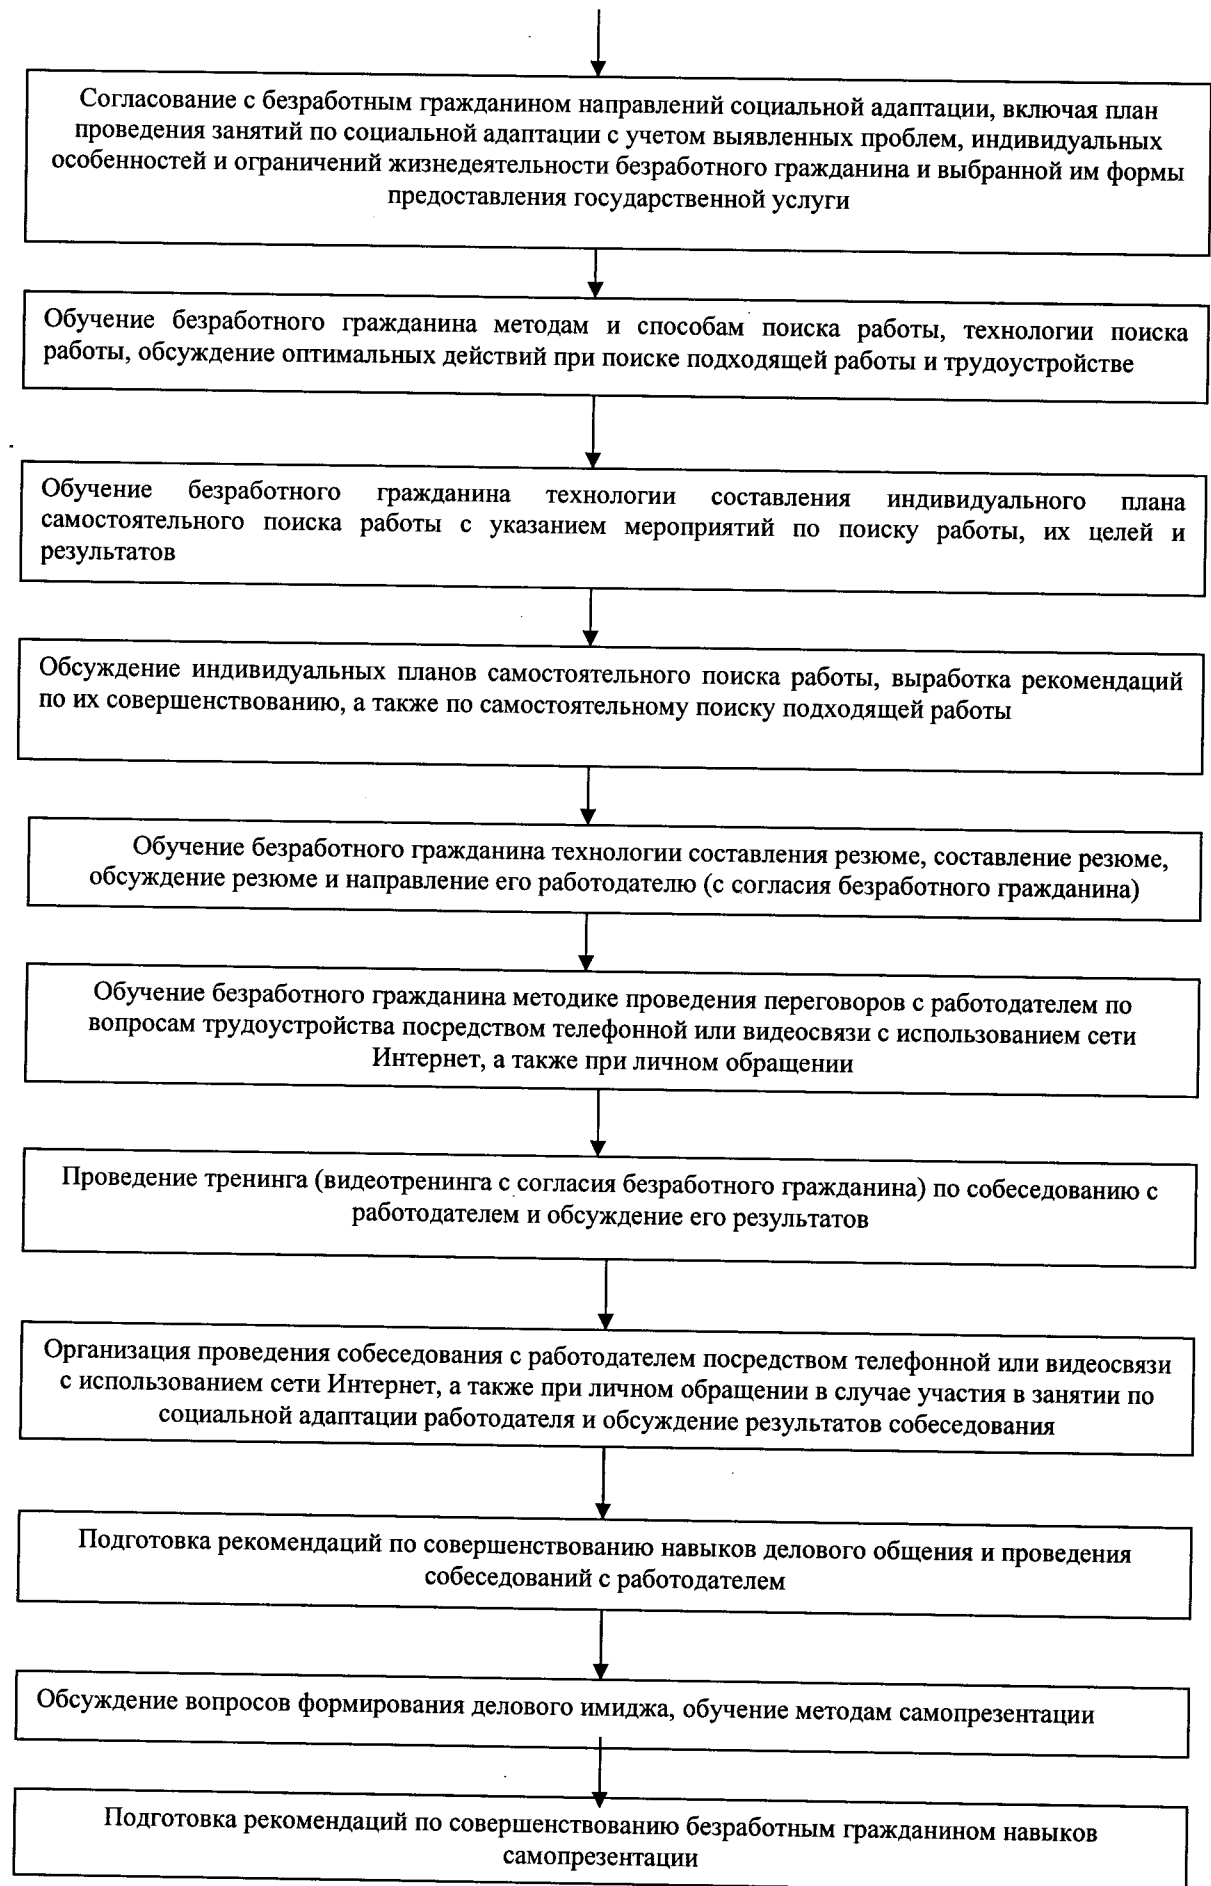 Согласование с безработным гражданином направлений социальной адаптации, включая план
проведения занятий по социальной адаптации с учетом выявленных проблем, индивидуальных
особенностей и ограничений жизнедеятельности безработного гражданина и выбранной им формы
предоставления государственной услуги
Обучение безработного гражданина методам и способам поиска работы, технологии поиска
работы, обсуждение оптимальных действий при поиске подходящей работы и трудоустройстве
Обучение безработного гражданина технологии составления индивидуального плана
самостоятельного поиска работы с указанием мероприятий по поиску работы, их целей и
результатов
Обсуждение индивидуальных планов самостоятельного поиска работы, выработка рекомендаций
по их совершенствованию, а также по самостоятельному поиску подходящей работы
Обучение безработного гражданина технологии составления резюме, составление резюме,
обсуждение резюме и направление его работодателю (с согласия безработного гражданина)
Обучение безработного гражданина методике проведения переговоров с работодателем по
вопросам трудоустройства посредством телефонной или видеосвязи с использованием сети
Интернет, а также при личном обращении
Проведение тренинга (видеотренинга с согласия безработного гражданина) по собеседованию с
работодателем и обсуждение его результатов
Организация проведения собеседования с работодателем посредством телефонной или видеосвязи
с использованием сети Интернет, а также при личном обращении в случае участия в занятии по
социальной адаптации работодателя и обсуждение результатов собеседования
Подготовка рекомендаций по совершенствованию навыков делового общения и проведения
собеседований с работодателем
Обсуждение вопросов формирования делового имиджа, обучение методам самопрезентации
Подготовка рекомендаций по совершенствованию безработным гражданином навыков
самопрезентации